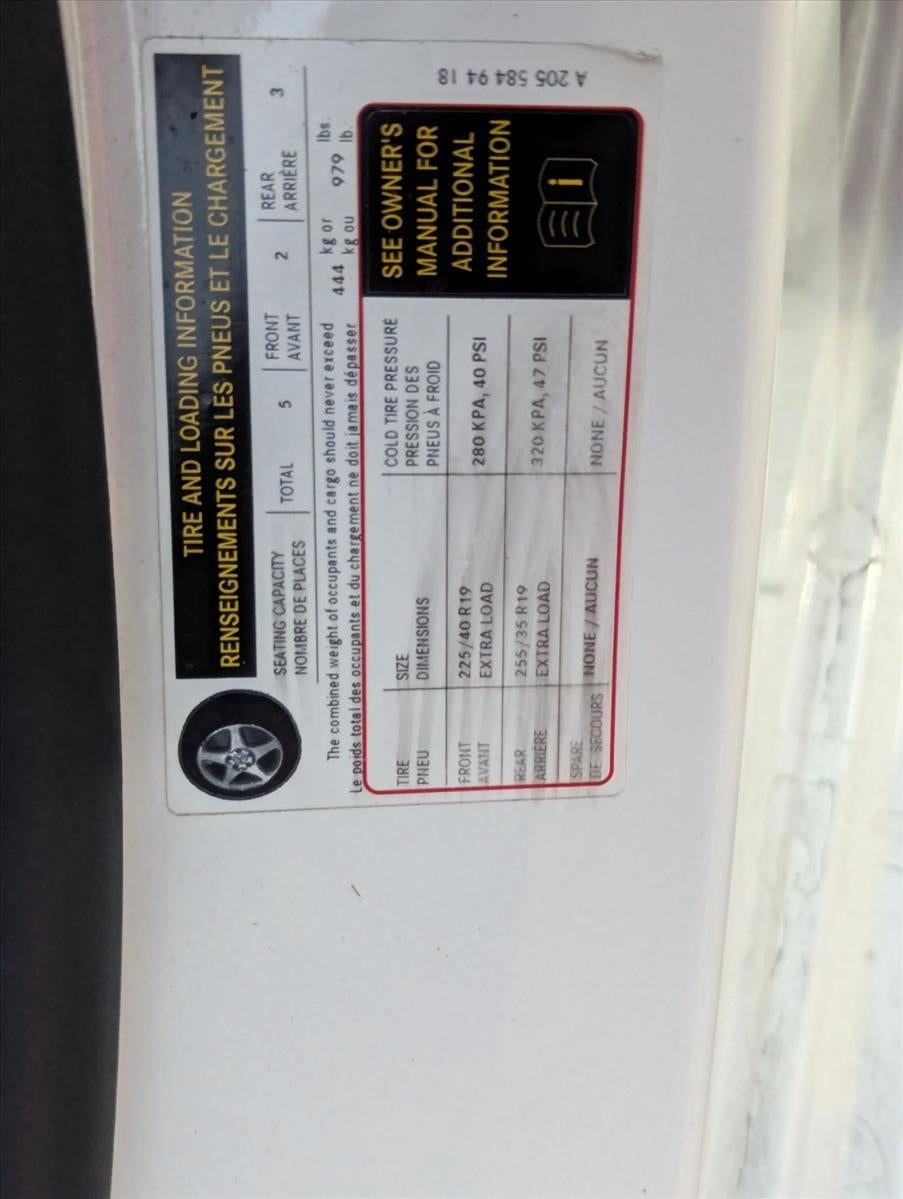 TIRE AND LOADING INFORMATION
RENSEIGNEMENTS SUR LES PNEUS ET LE CHARGEMENT
SEATING CAPACITY TOTAL 5 FRONT 2 REAR 3
NOMBRE DE PLACES AVANT ARRIÈRE
The combined weight of occupants and cargo should never exceed 444 kg or 979 lbs.
Le poids total des occupants et du chargement ne doit jamais dépasser kg ou lb.
TIRE SIZE COLD TIRE PRESSURE
PNEU DIMENSIONS PRESSION DES
PNEUS À FROID
FRONT 225/40 R19 280 KPA, 40 PSI
AVANT EXTRA LOAD
REAR 255/35 R19 320 KPA, 47 PSI
ARRIÈRE EXTRA LOAD
SPARE NONE / AUCUN NONE / AUCUN
DE SECOURS
SEE OWNER'S
MANUAL FOR
ADDITIONAL
INFORMATION
i
A 205 584 94 18